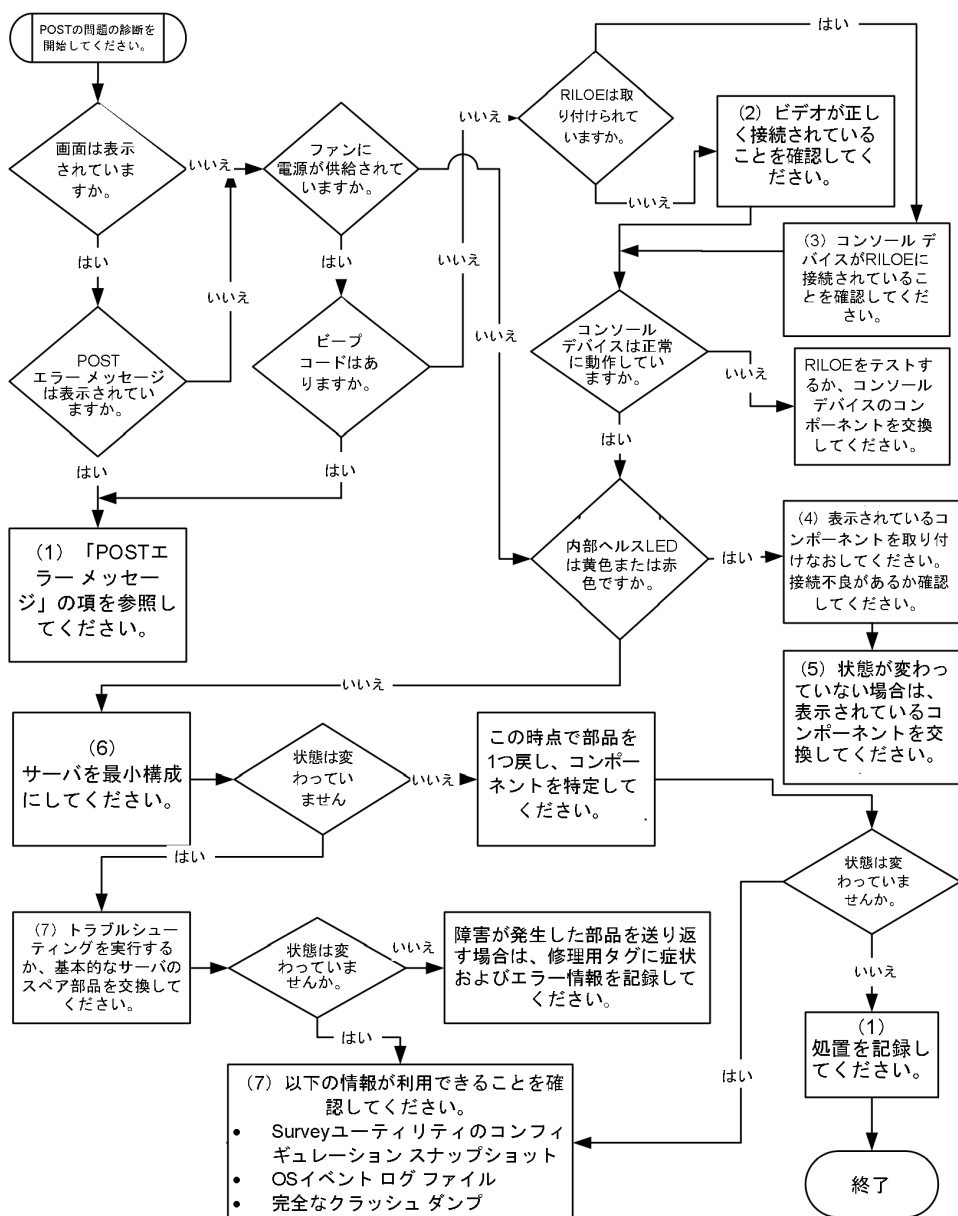 POSTの問題の診断を
開始してください。
画面は表示
されていま
すか。
いいえ
はい
POST
エラー メッセージ
は表示されてい
ますか。
いいえ
はい
(1) 「POSTエ
ラー メッセー
ジ」の項を参照し
てください。
ファンに
電源が供給されて
いますか。
はい
いいえ
ビープ
コードはあ
りますか。
はい
いいえ
いいえ
RILOEは取
り付けられて
いますか。
はい
いいえ
(2) ビデオが正し
く接続されている
ことを確認してく
ださい。
(3) コンソール デ
バイスがRILOEに
接続されているこ
とを確認してくだ
さい。
コンソール
デバイスは正常
に動作してい
ますか。
いいえ
はい
RILOEをテストす
るか、コンソール
デバイスのコン
ポーネントを交換
してください。
内部ヘルスLED
は黄色または赤
色ですか。
はい
いいえ
(4) 表示されているコ
ンポーネントを取り付
けなおしてください。
接続不良があるか確認
してください。
(5) 状態が変わっ
ていない場合は、
表示されているコ
ンポーネントを交
換してください。
(6)
サーバを最小構成
にしてください。
状態は変
わってい
ません
いいえ
はい
この時点で部品を
1つ戻し、コンポー
ネントを特定して
ください。
状態は変
わっていま
せんか。
いいえ
はい
(1)
処置を記録し
てください。
終了
(7) トラブルシュー
ティングを実行する
か、基本的なサーバの
スペア部品を交換して
ください。
状態は変
わっていま
せんか。
いいえ
はい
障害が発生した部品を送り返
す場合は、修理用タグに症状
およびエラー情報を記録して
ください。
(7) 以下の情報が利用できることを確
認してください。
• Surveyユーティリティのコンフィ
ギュレーション スナップショット
• OSイベント ログ ファイル
• 完全なクラッシュ ダンプ